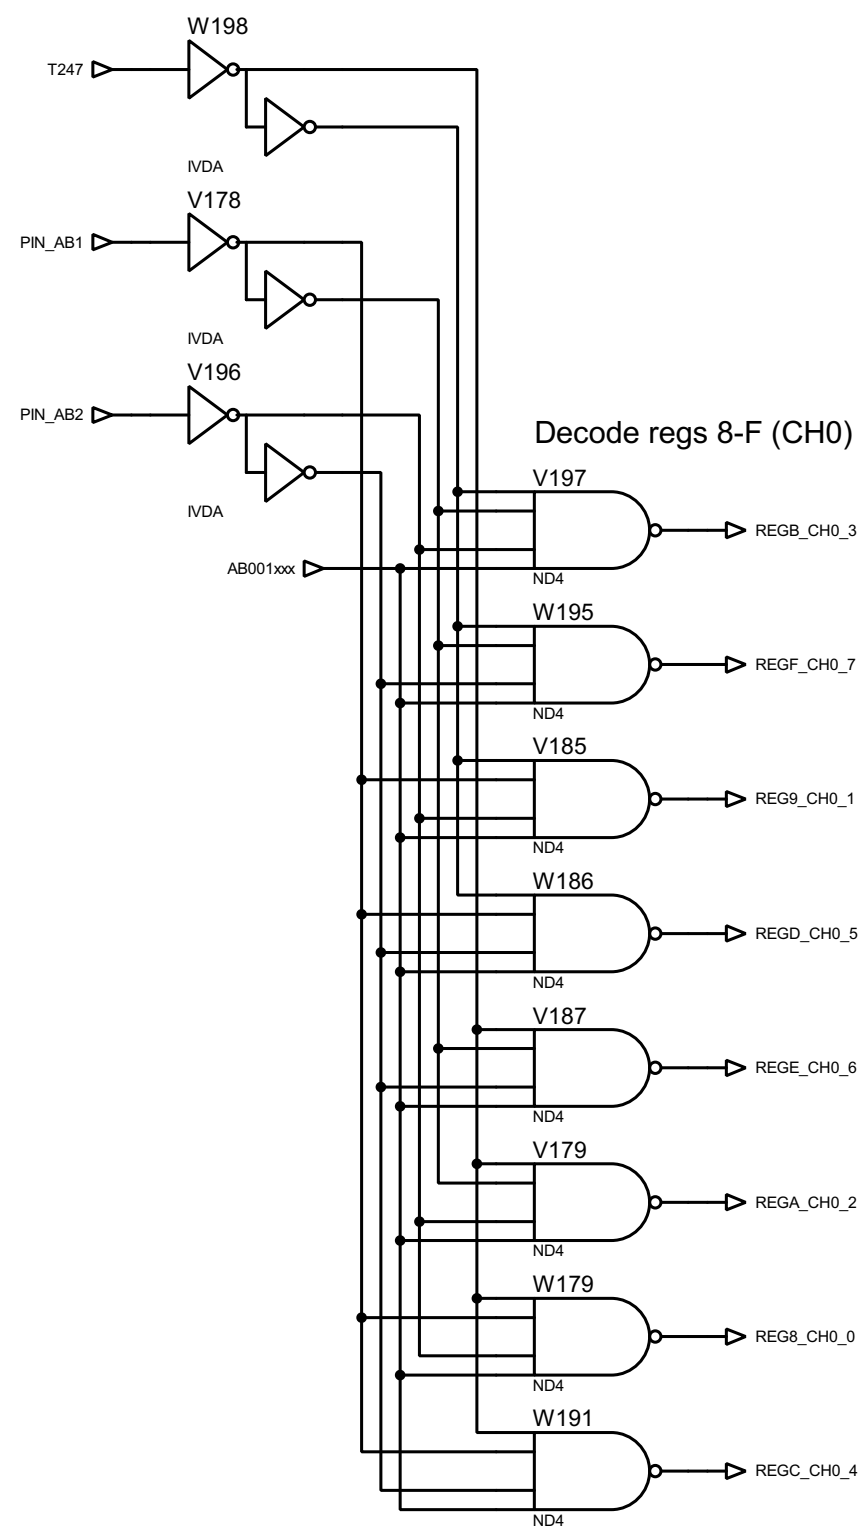 W198
T247
IVDA
V178
PIN_AB1
IVDA
V196
PIN_AB2
IVDA
Decode regs 8-F (CH0)
V197
REGB_CH0_3
AB001xxx
ND4
W195
REGF_CH0_7
ND4
V185
REG9_CH0_1
ND4
W186
REGD_CH0_5
ND4
V187
REGE_CH0_6
ND4
V179
REGA_CH0_2
ND4
W179
REG8_CH0_0
ND4
W191
REGC_CH0_4
ND4